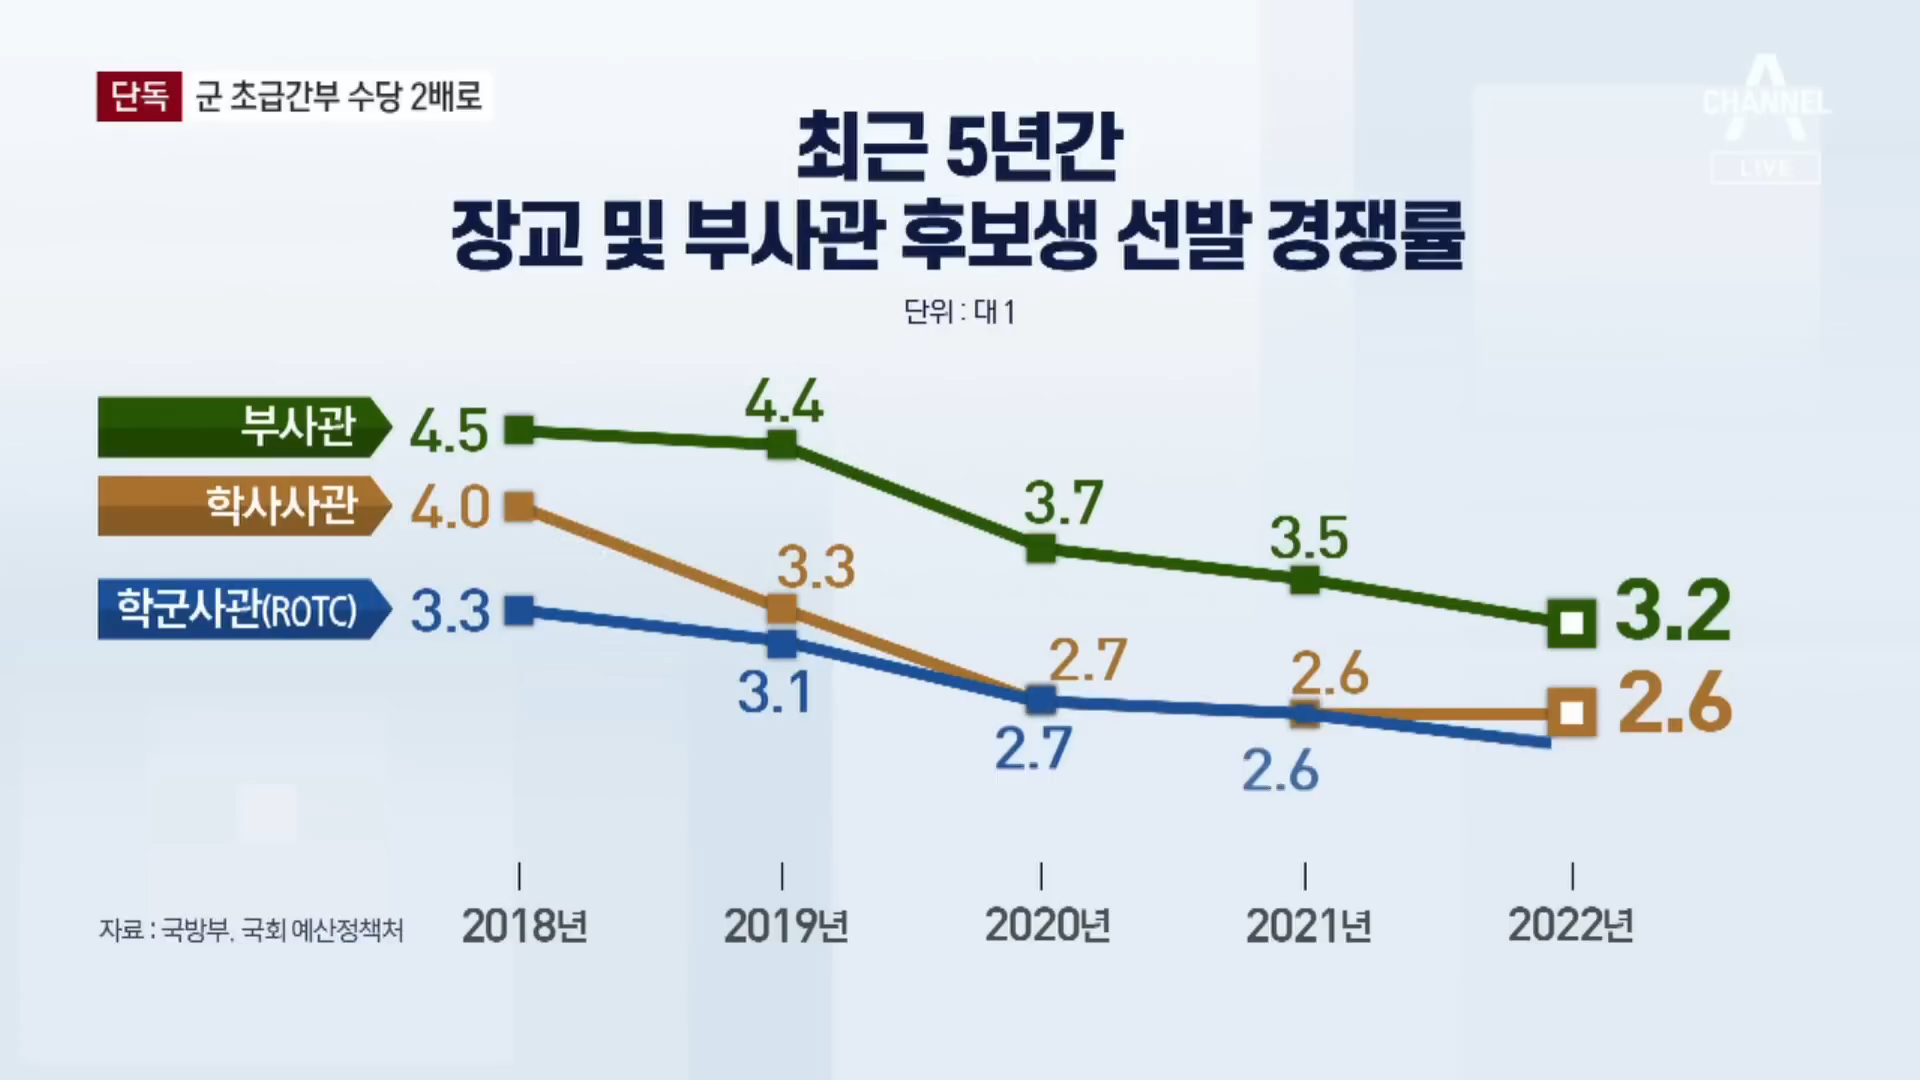 단독 군 초급간부 수당 2배로
CHANNEL A
LIVE
최근 5년간
장교 및 부사관 후보생 선발 경쟁률
단위 : 대 1
부사관 4.5 4.4 3.7 3.5 3.2
학사사관 4.0 3.3 2.7 2.6 2.6
학군사관(ROTC) 3.3 3.1 2.7 2.6
2018년 2019년 2020년 2021년 2022년
자료 : 국방부, 국회 예산정책처